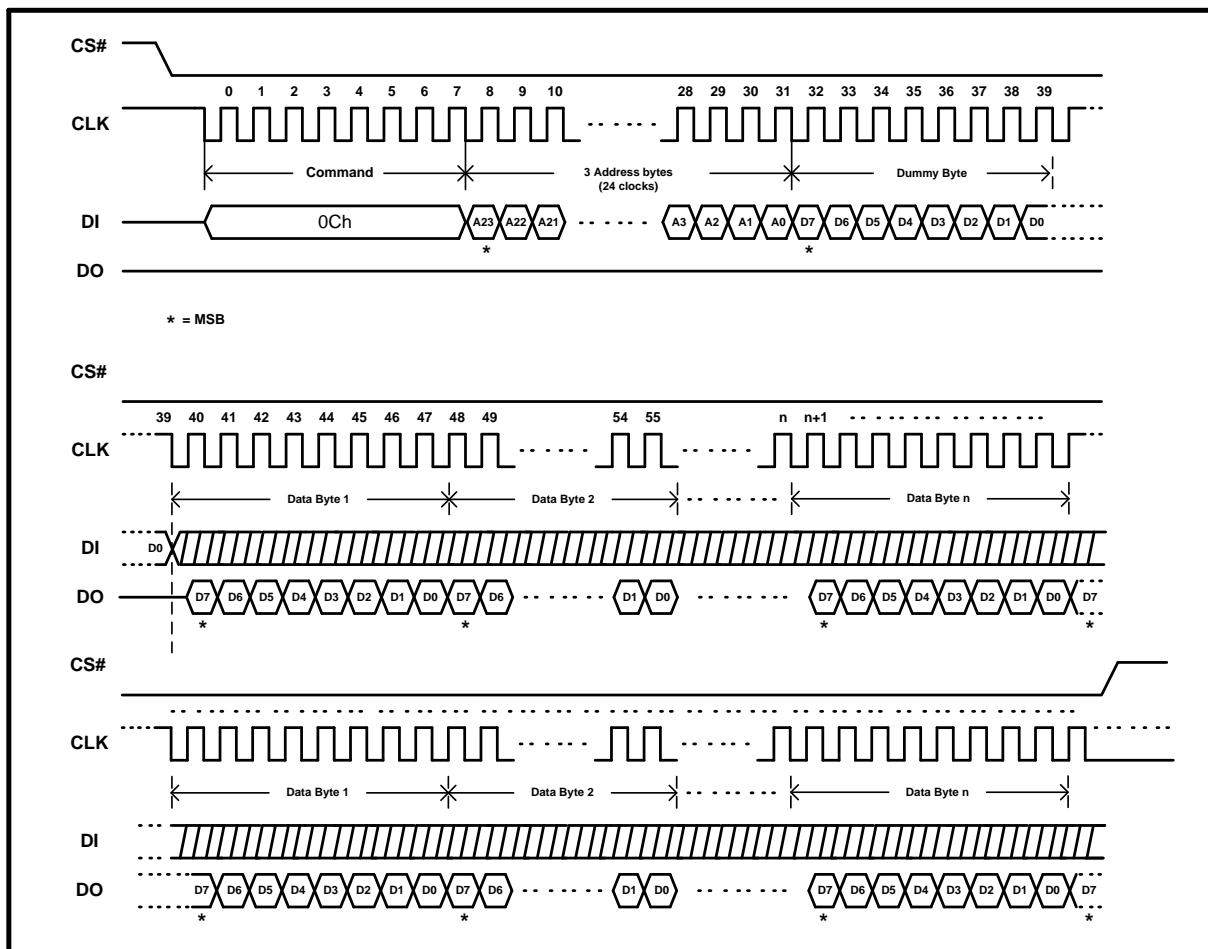 CS#
0 1 2 3 4 5 6 7 8 9 10 28 29 30 31 32 33 34 35 36 37 38 39
CLK
Command 3 Address bytes (24 clocks) Dummy Byte
DI 0Ch A23 A22 A21 A3 A2 A1 A0 D7 D6 D5 D4 D3 D2 D1 D0
* *
DO
* = MSB
CS#
39 40 41 42 43 44 45 46 47 48 49 54 55 n n+1
CLK
Data Byte 1 Data Byte 2 Data Byte n
DI D0
DO D7 D6 D5 D4 D3 D2 D1 D0 D7 D6 D1 D0 D7 D6 D5 D4 D3 D2 D1 D0 D7
* * * *
CS#
CLK
Data Byte 1 Data Byte 2 Data Byte n
DI
DO D7 D6 D5 D4 D3 D2 D1 D0 D7 D6 D1 D0 D7 D6 D5 D4 D3 D2 D1 D0 D7
* * * *